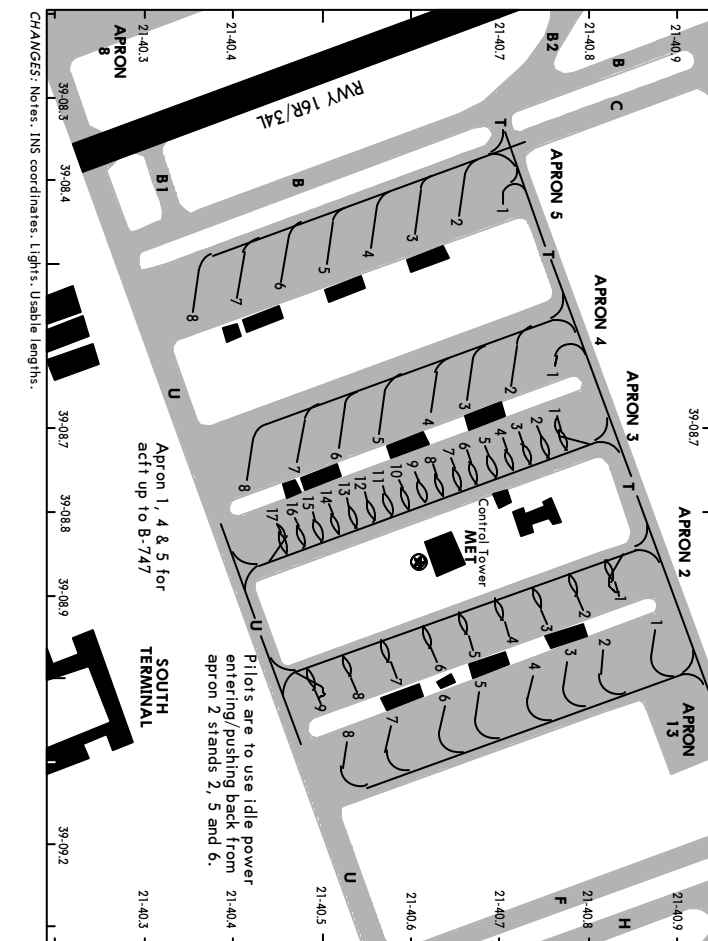 21-40.3
21-40.4
21-40.7
21-40.8
21-40.9
APRON
8
B2
B
C
RWY 16R/34L
39-08.3
39-08.4
B1
B
T
APRON 5
1
2
3
4
5
6
7
8
T
APRON 4
1
2
3
4
5
6
7
8
APRON 3
1
2
3
4
5
6
7
8
9
10
11
12
13
14
15
16
17
39-08.7
39-08.7
T
U
Control Tower
MET
APRON 2
1
2
3
4
5
6
7
8
9
1
2
3
4
5
6
7
8
APRON
13
39-08.8
39-08.9
39-09.2
U
U
F
H
Apron 1, 4 & 5 for
acft up to B-747
SOUTH
TERMINAL
Pilots are to use idle power
entering/pushing back from
apron 2 stands 2, 5 and 6.
21-40.3
21-40.4
21-40.5
21-40.6
21-40.7
21-40.8
21-40.9
CHANGES: Notes. INS coordinates. Lights. Usable lengths.